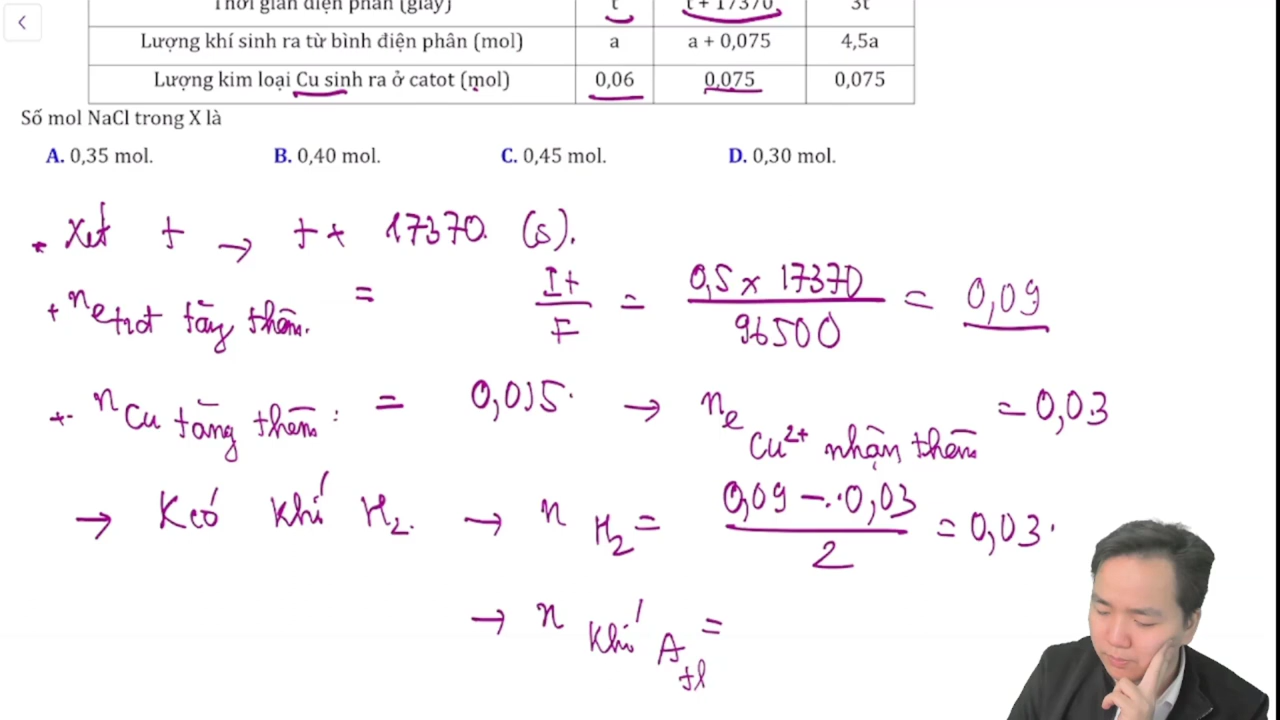 Thời gian điện phân (giây) t t + 17370 3t
Lượng khí sinh ra từ bình điện phân (mol) a a + 0,075 4,5a
Lượng kim loại Cu sinh ra ở catot (mol) 0,06 0,075 0,075
Số mol NaCl trong X là
A. 0,35 mol. B. 0,40 mol. C. 0,45 mol. D. 0,30 mol.
* Xét t → t + 17370 (s).
+ n e trđ tăng thêm. = It/F = 0,5 x 17370 / 96500 = 0,09
+ n Cu tăng thêm : = 0,015. → n e Cu2+ nhận thêm = 0,03
→ K có khí H2. → n H2 = 0,09 - 0,03 / 2 = 0,03.
→ n khí A tl =